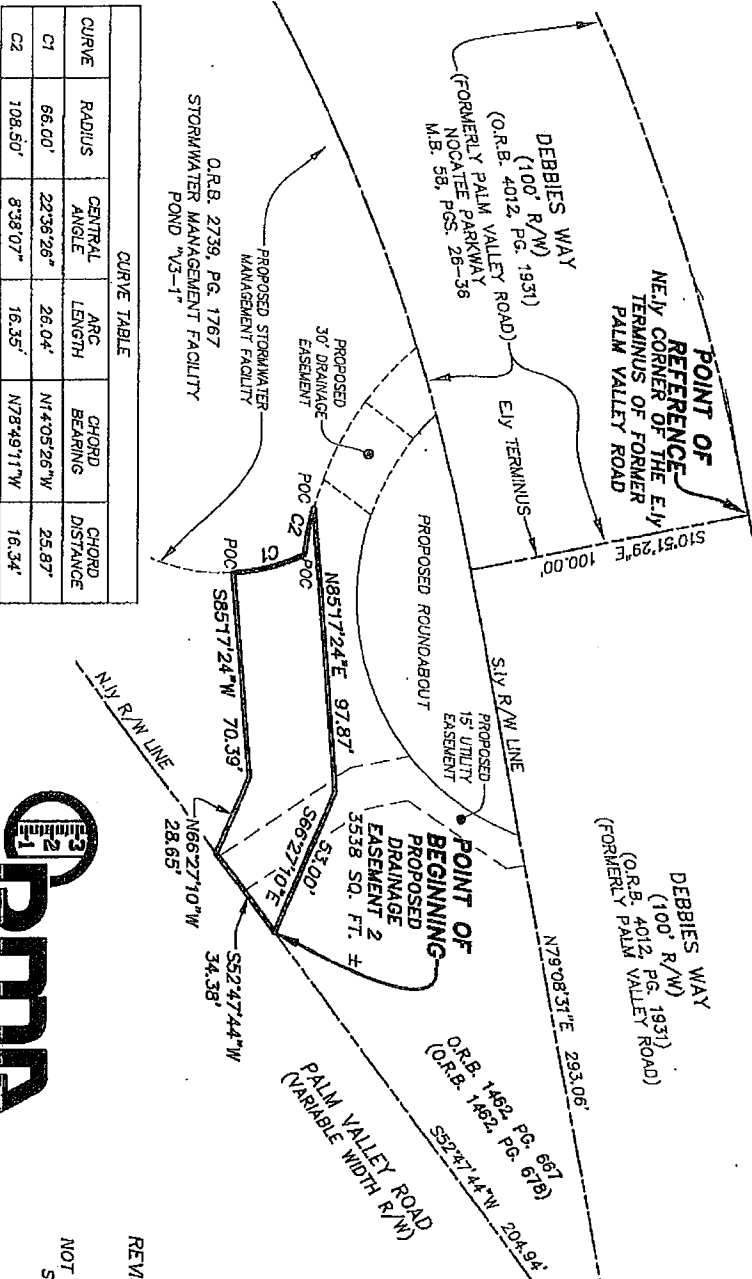 POINT OF
REFERENCE
NE.ly CORNER OF THE E.ly
TERMINUS OF FORMER
PALM VALLEY ROAD
S10°51'29"E 100.00'
DEBBIES WAY
(100' R/W)
(O.R.B. 4012, PG. 1931)
(FORMERLY PALM VALLEY ROAD)
NOCATEE PARKWAY
M.B. 58, PGS. 26-36
E.ly TERMINUS
DEBBIES WAY
(100' R/W)
(O.R.B. 4012, PG. 1931)
(FORMERLY PALM VALLEY ROAD)
N79°08'31"E 293.06'
S.ly R/W LINE
PROPOSED ROUNDABOUT
PROPOSED
15' UTILITY
EASEMENT
PROPOSED
30' DRAINAGE
EASEMENT
PROPOSED STORMWATER
MANAGEMENT FACILITY
O.R.B. 2739, PG. 1767
STORMWATER MANAGEMENT FACILITY
POND "V3-1"
POC
C2
POC
C1
POC
N85°17'24"E 97.87'
S85°17'24"W 70.39'
S66°27'10"E
53.00'
POINT OF
BEGINNING
PROPOSED
DRAINAGE
EASEMENT 2
3538 SQ. FT. ±
N66°27'10"W
28.65'
S52°47'44"W
34.38'
O.R.B. 1462, PG. 667
(O.R.B. 1462, PG. 678)
S52°47'44"W 204.94'
PALM VALLEY ROAD
(VARIABLE WIDTH R/W)
N.ly R/W LINE
CURVE TABLE
CURVE RADIUS CENTRAL ANGLE ARC LENGTH CHORD BEARING CHORD DISTANCE
C1 66.00' 22°36'26" 26.04' N14°05'26"W 25.87'
C2 108.50' 8°38'07" 16.35' N78°49'11"W 16.34'
3
2
1
NOT